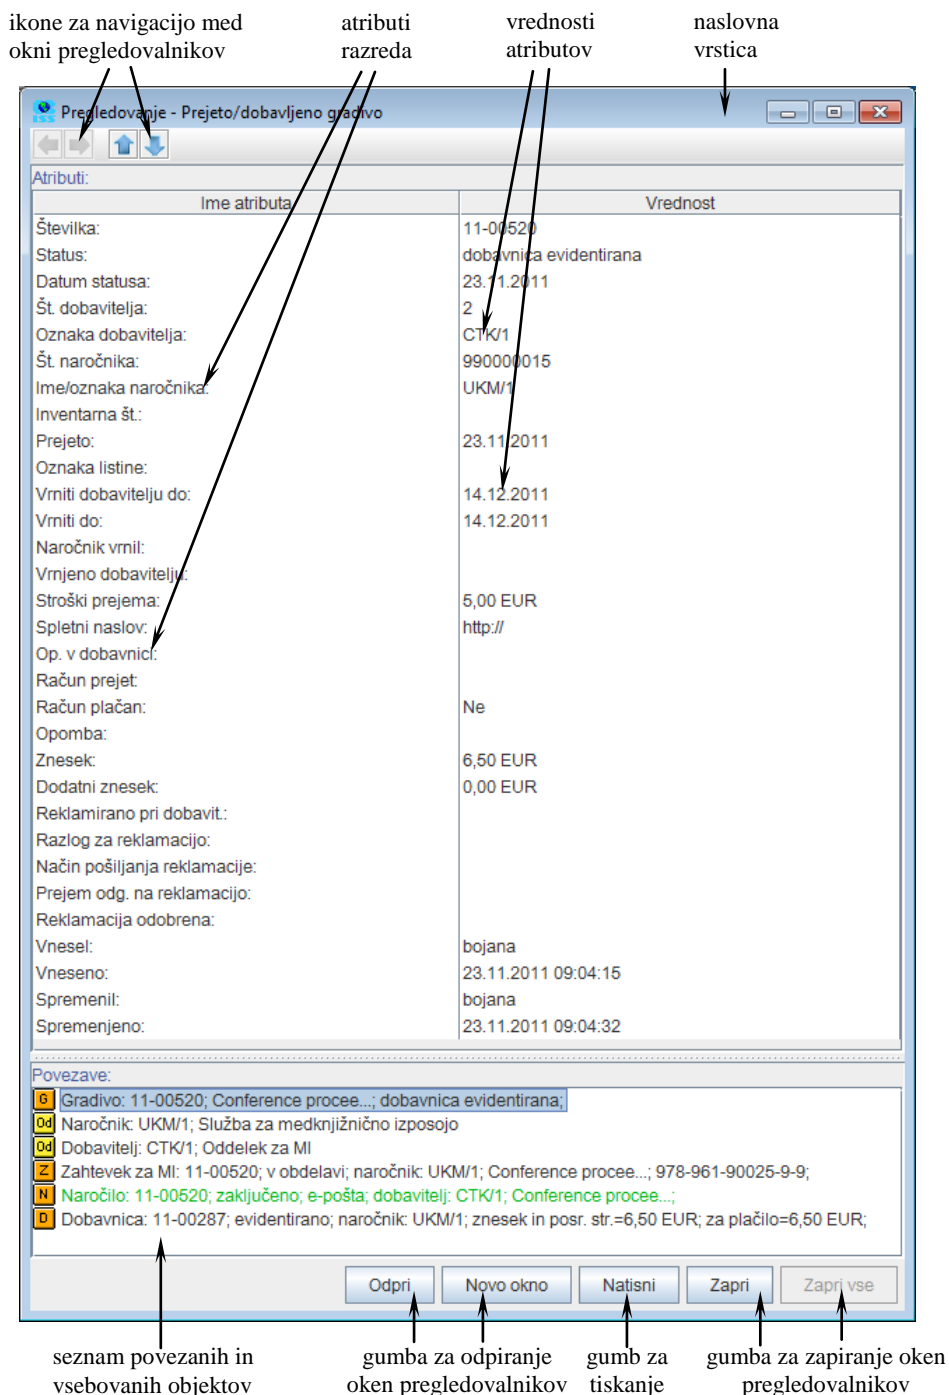 ikone za navigacijo med
okni pregledovalnikov
atributi
razreda
vrednosti
atributov
naslovna
vrstica
Pregledovanje - Prejeto/dobavljeno gradivo
Atributi:
Ime atributa Vrednost
Številka: 11-00520
Status: dobavnica evidentirana
Datum statusa: 23.11.2011
Št. dobavitelja: 2
Oznaka dobavitelja: CTK/1
Št. naročnika: 990000015
Ime/oznaka naročnika: UKM/1
Inventarna št.:
Prejeto: 23.11.2011
Oznaka listine:
Vrniti dobavitelju do: 14.12.2011
Vrniti do: 14.12.2011
Naročnik vrnil:
Vrnjeno dobavitelju:
Stroški prejema: 5,00 EUR
Spletni naslov: http://
Op. v dobavnici:
Račun prejet:
Račun plačan: Ne
Opomba:
Znesek: 6,50 EUR
Dodatni znesek: 0,00 EUR
Reklamirano pri dobavit.:
Razlog za reklamacijo:
Način pošiljanja reklamacije:
Prejem odg. na reklamacijo:
Reklamacija odobrena:
Vnesel: bojana
Vneseno: 23.11.2011 09:04:15
Spremenil: bojana
Spremenjeno: 23.11.2011 09:04:32
Povezave:
G Gradivo: 11-00520; Conference procee...; dobavnica evidentirana;
Od Naročnik: UKM/1; Služba za medknjižnično izposojo
Od Dobavitelj: CTK/1; Oddelek za MI
Z Zahtevek za MI: 11-00520; v obdelavi; naročnik: UKM/1; Conference procee...; 978-961-90025-9-9;
N Naročilo: 11-00520; zaključeno; e-pošta; dobavitelj: CTK/1; Conference procee...;
D Dobavnica: 11-00287; evidentirano; naročnik: UKM/1; znesek in posr. str.=6,50 EUR; za plačilo=6,50 EUR;
Odpri Novo okno Natisni Zapri Zapri vse
seznam povezanih in
vsebovanih objektov
gumba za odpiranje
oken pregledovalnikov
gumb za
tiskanje
gumba za zapiranje oken
pregledovalnikov